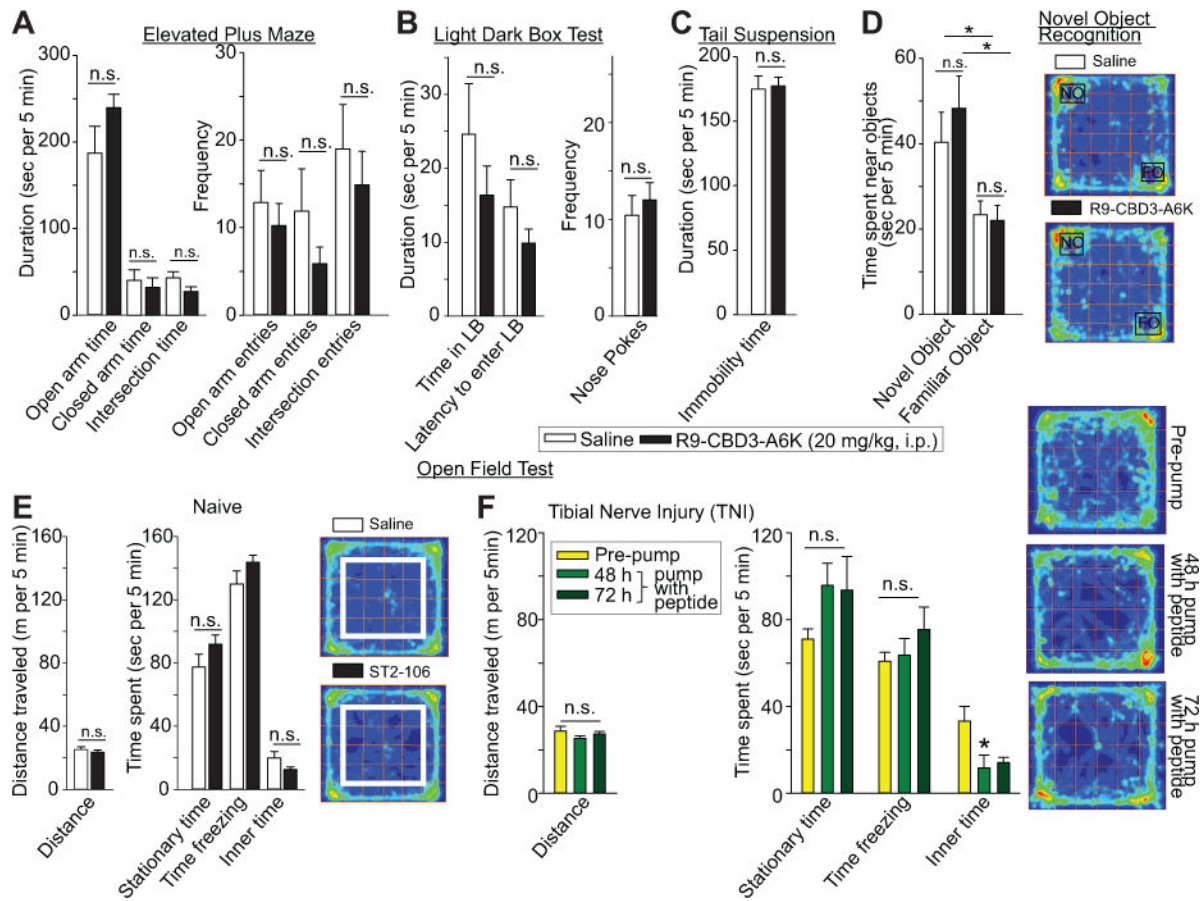 A
Elevated Plus Maze
Duration (sec per 5 min)
300
200
100
0
n.s.
n.s.
n.s.
Open arm time
Closed arm time
Intersection time
Frequency
30
20
10
0
n.s.
n.s.
n.s.
Open arm entries
Closed arm entries
Intersection entries
B
Light Dark Box Test
Duration (sec per 5 min)
30
20
10
0
n.s.
n.s.
Time in LB
Latency to enter LB
Frequency
20
10
0
n.s.
Nose Pokes
C
Tail Suspension
Duration (sec per 5 min)
200
150
100
50
0
n.s.
Immobility time
D
Time spent near objects
(sec per 5 min)
60
40
20
0
*
*
n.s.
n.s.
Novel Object
Familiar Object
Novel Object
Recognition
Saline
NO
FO
R9-CBD3-A6K
NO
FO
Saline R9-CBD3-A6K (20 mg/kg, i.p.)
Open Field Test
E
Naive
Distance traveled (m per 5 min)
160
120
80
40
0
n.s.
Distance
Time spent (sec per 5 min)
160
120
80
40
0
n.s.
n.s.
Stationary time
Time freezing
Inner time
Saline
ST2-106
F
Tibial Nerve Injury (TNI)
Distance traveled (m per 5min)
120
80
40
0
Pre-pump
48 h
72 h
pump
with peptide
n.s.
Distance
Time spent (sec per 5 min)
120
80
40
0
n.s.
n.s.
*
Stationary time
Time freezing
Inner time
Pre-pump
48 h pump
with peptide
72 h pump
with peptide